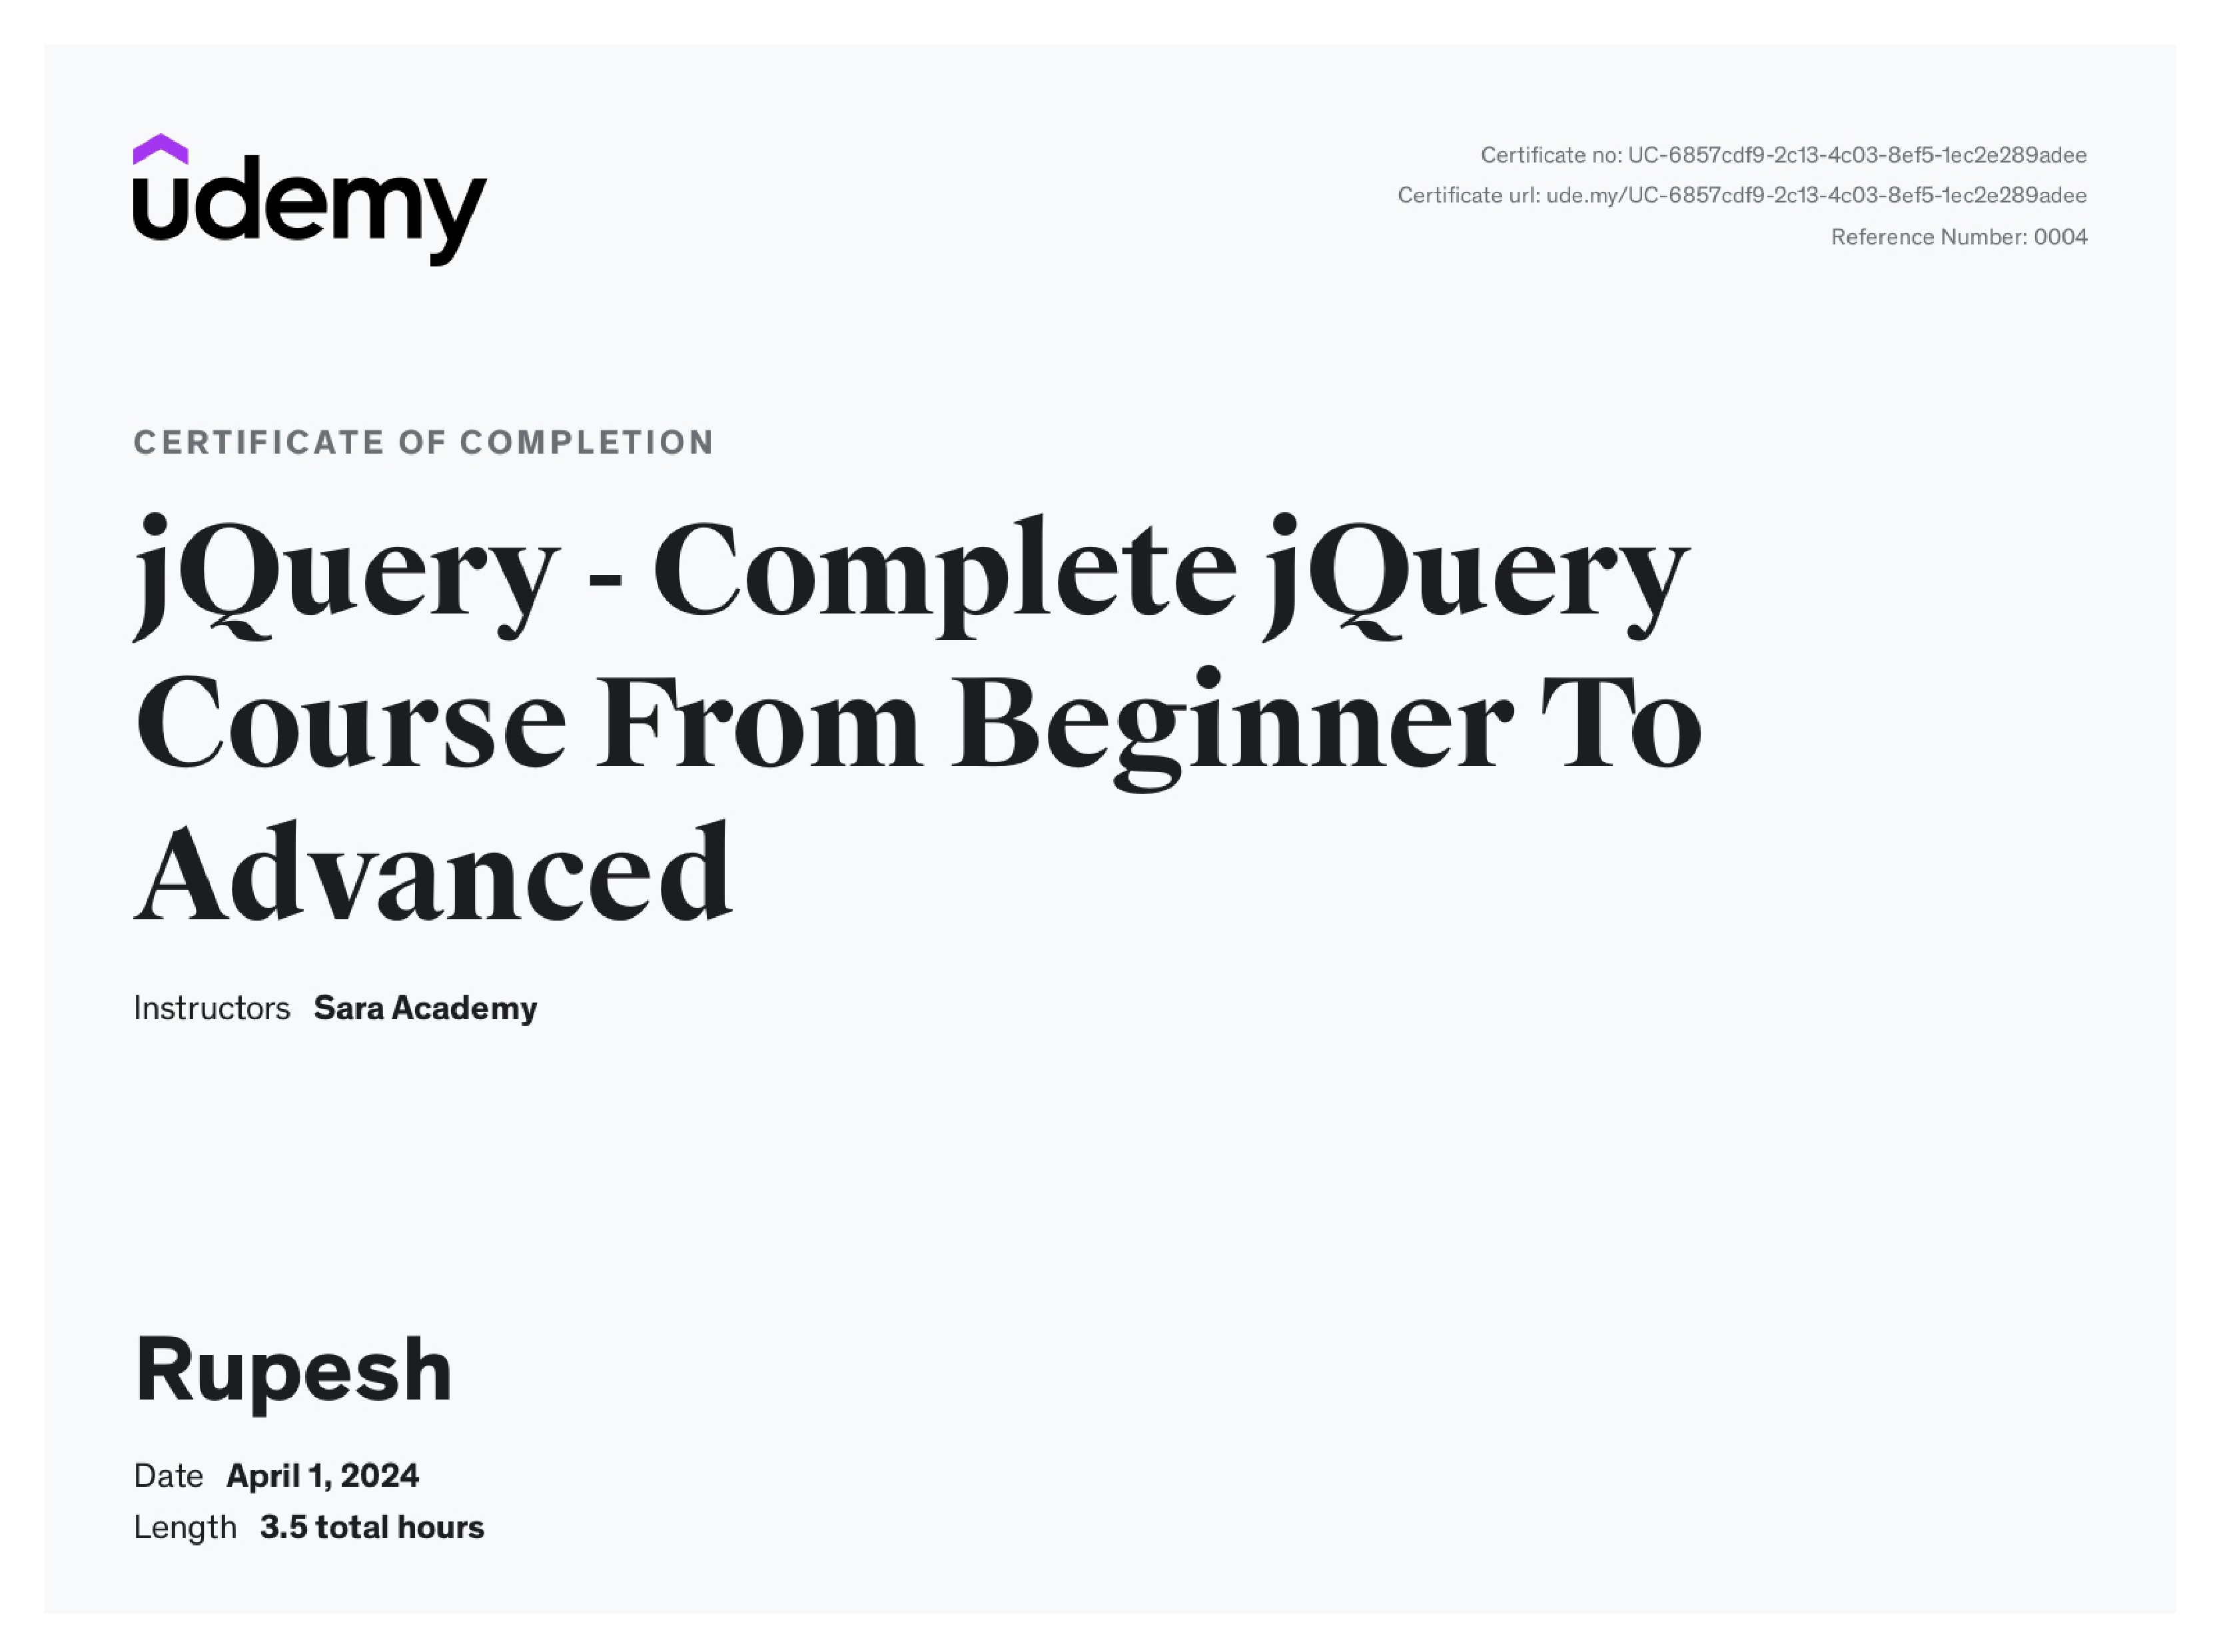 udemy
Certificate no: UC-6857cdf9-2c13-4c03-8ef5-1ec2e289adee
Certificate url: ude.my/UC-6857cdf9-2c13-4c03-8ef5-1ec2e289adee
Reference Number: 0004
CERTIFICATE OF COMPLETION
jQuery - Complete jQuery
Course From Beginner To
Advanced
Instructors Sara Academy
Rupesh
Date April 1, 2024
Length 3.5 total hours